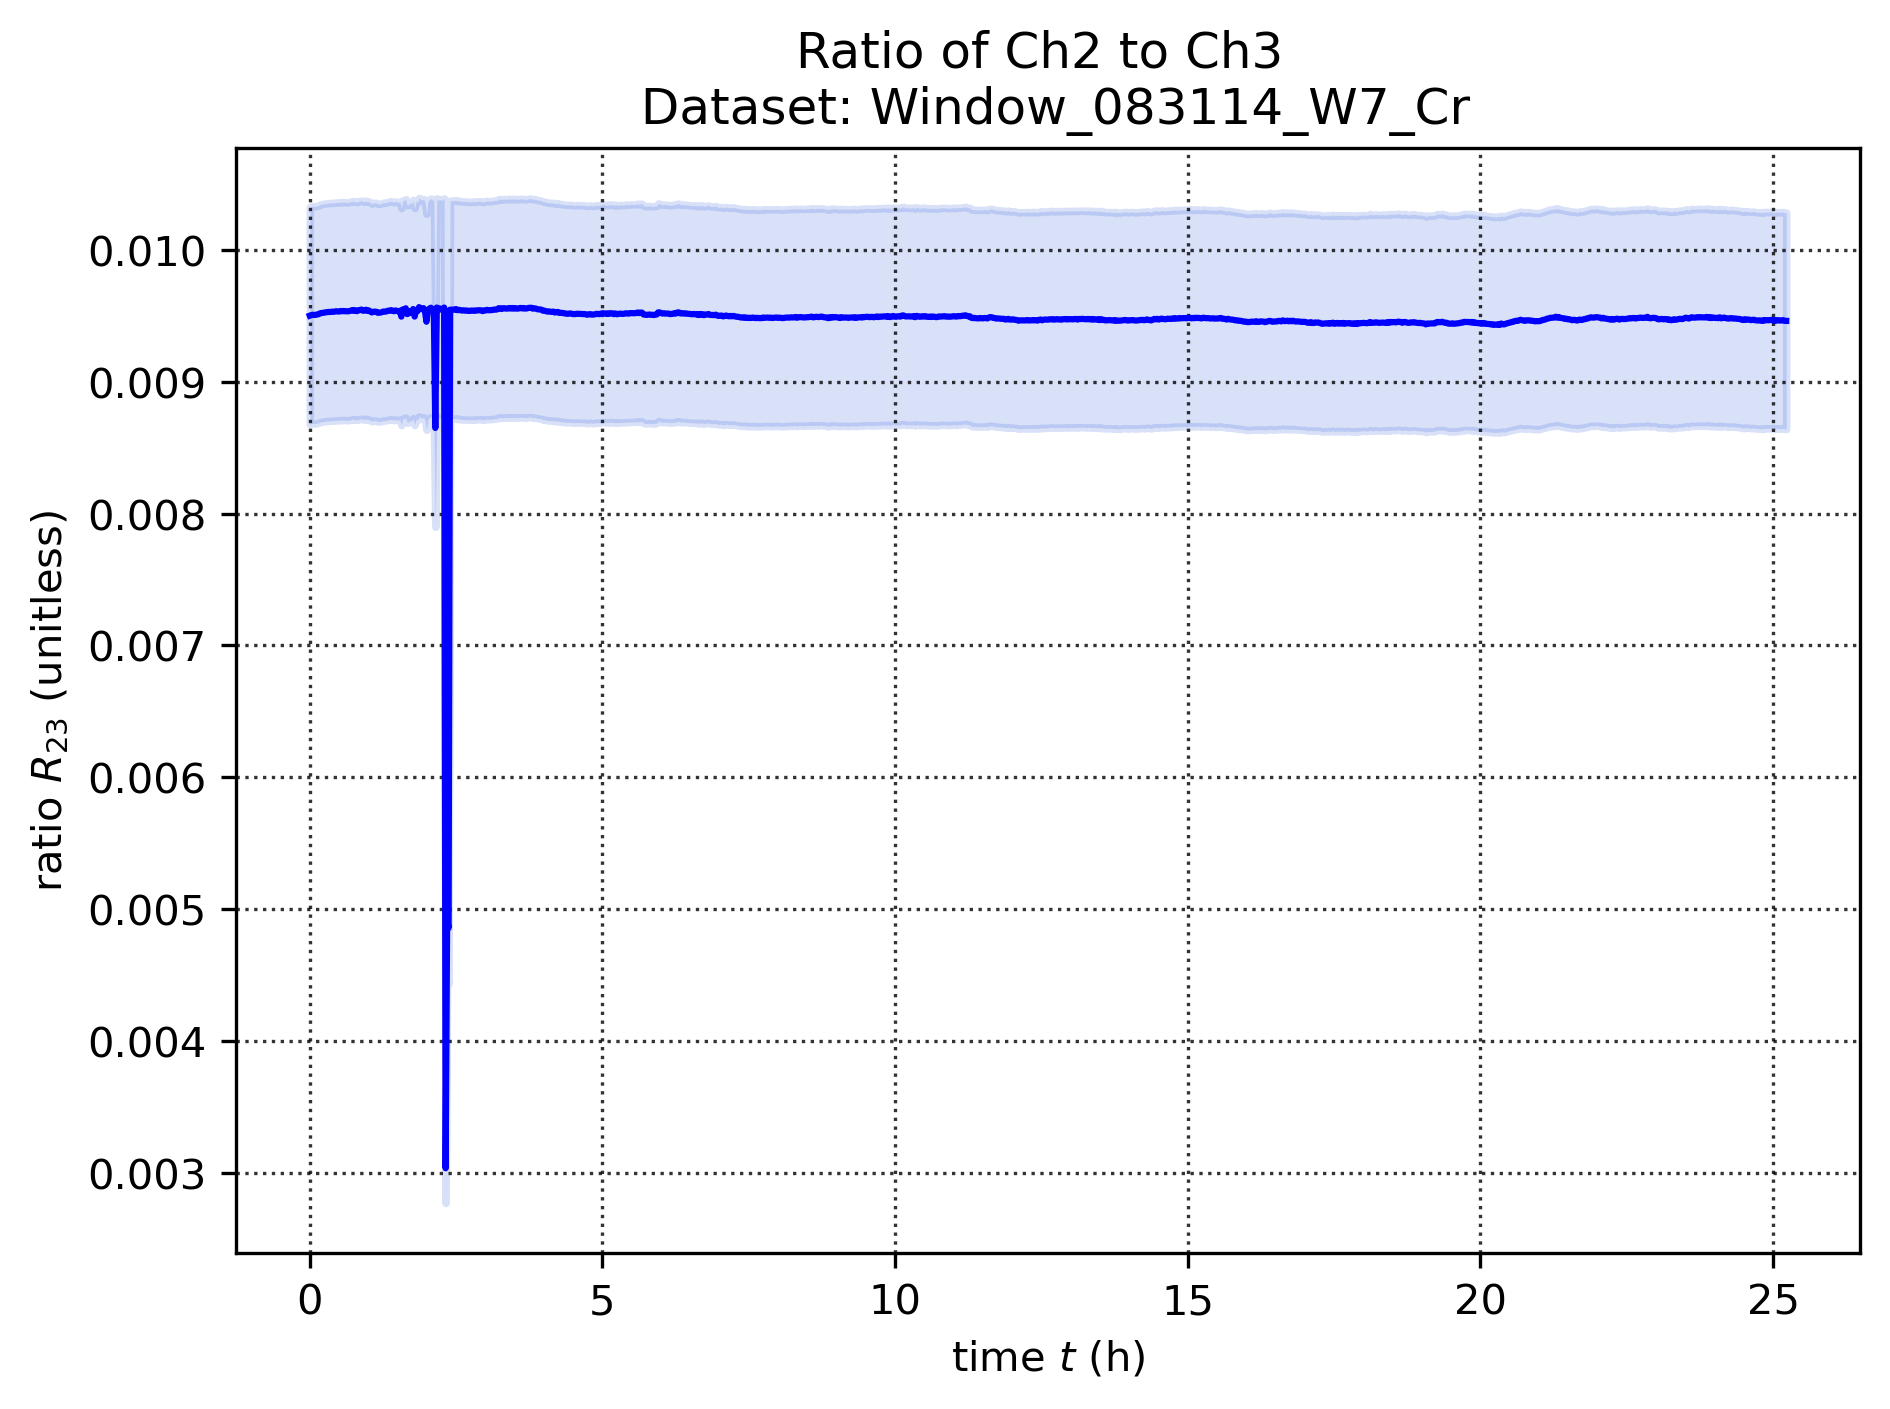 Ratio of Ch2 to Ch3
Dataset: Window_083114_W7_Cr
ratio R₂₃ (unitless)
0.010
0.009
0.008
0.007
0.006
0.005
0.004
0.003
0 5 10 15 20 25
time t (h)